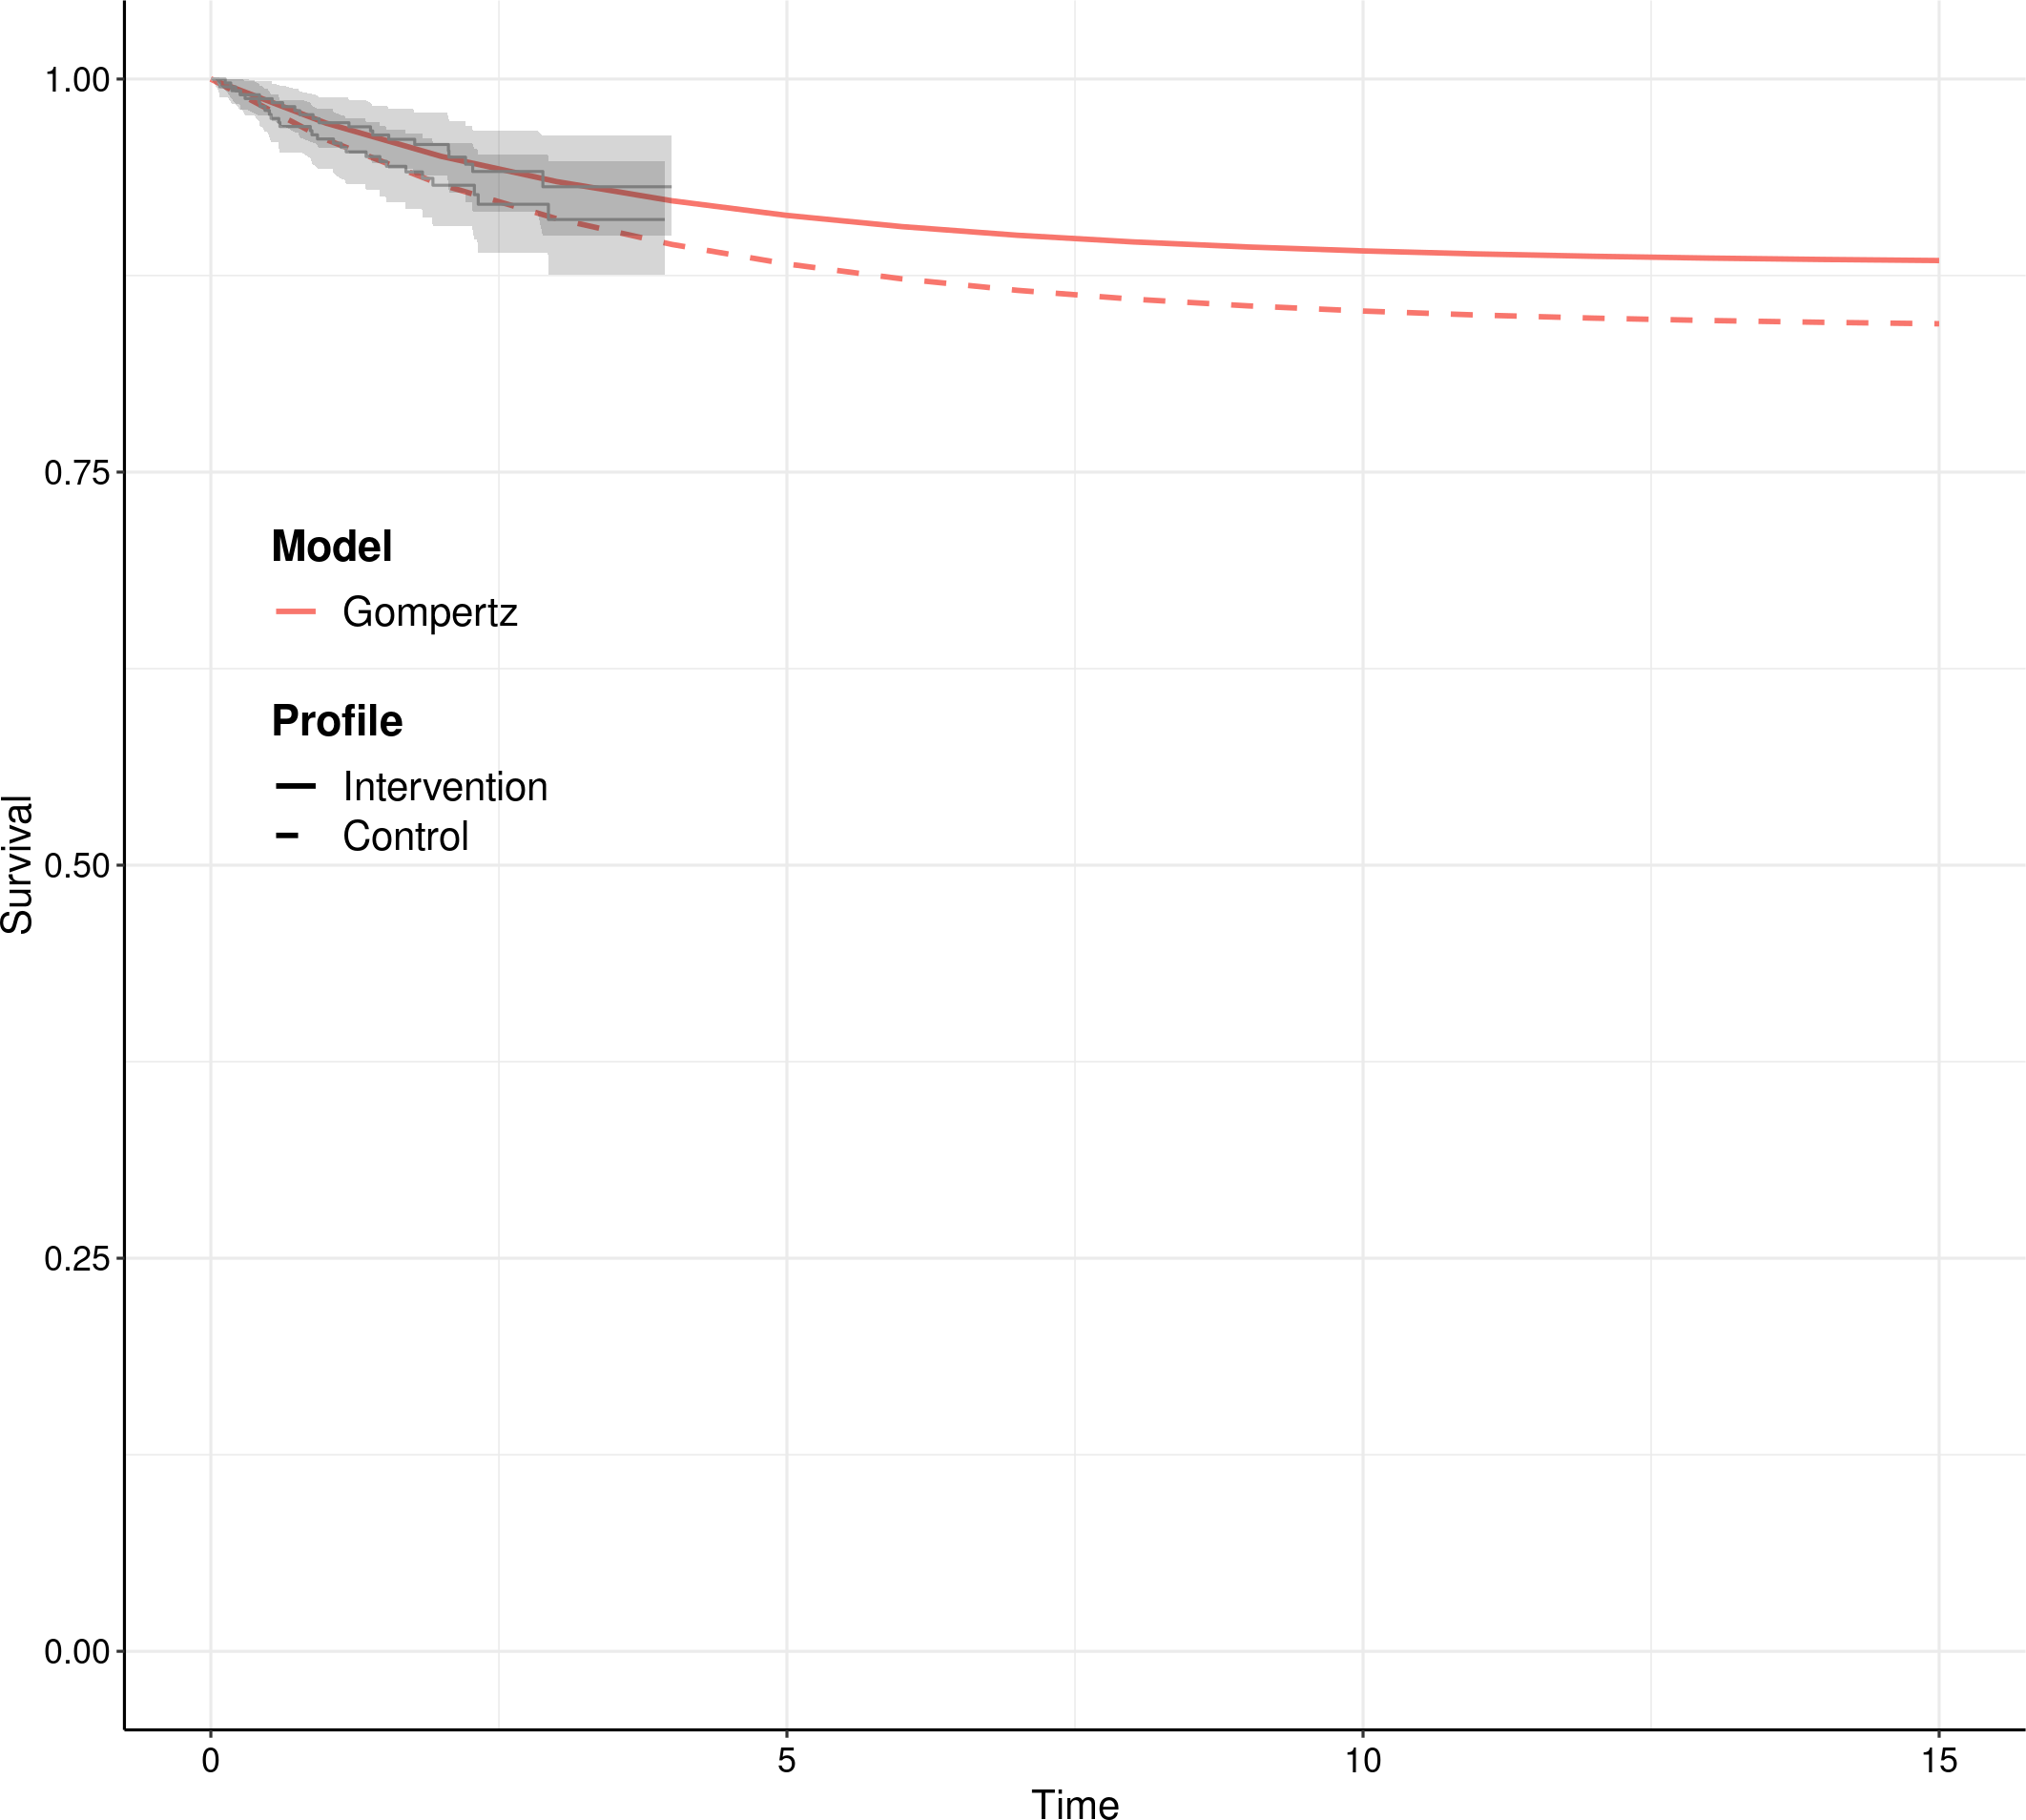 1.00
0.75
0.50
0.25
0.00
Survival
Model
Gompertz
Profile
Intervention
Control
0 5 10 15
Time